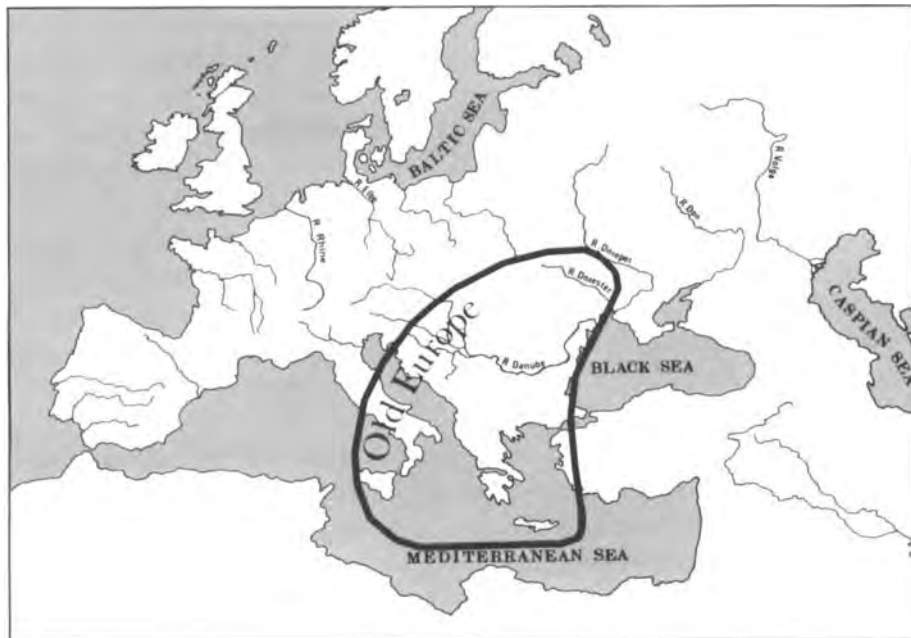 BALTIC SEA
R. Elbe
R. Rhine
R. Volga
R. Don
R. Dnieper
R. Dniester
CASPIAN SEA
Old Europe
R. Danube
BLACK SEA
MEDITERRANEAN SEA